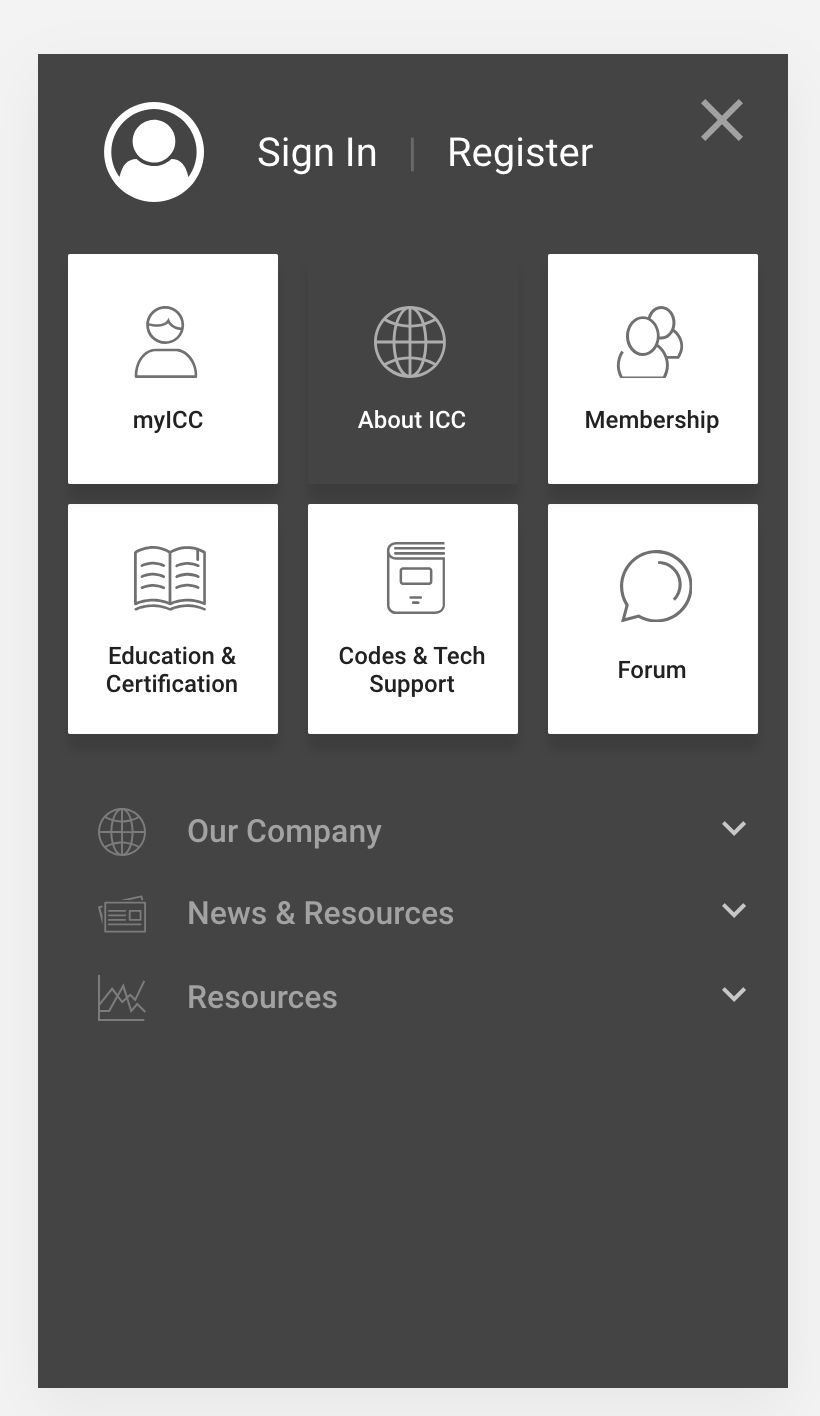 Sign In | Register
myICC
About ICC
Membership
Education &
Certification
Codes & Tech
Support
Forum
Our Company
News & Resources
Resources